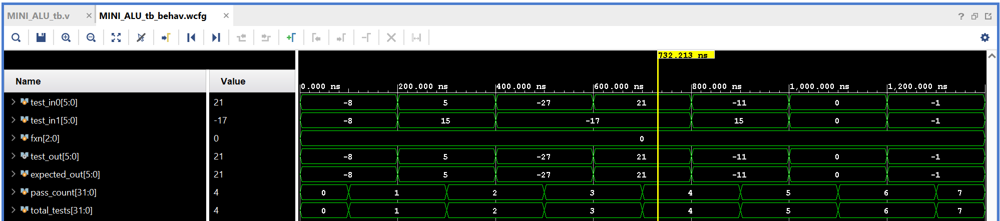 MINI_ALU_tb.v × MINI_ALU_tb_behav.wcfg × ?
732.213 ns
Name Value 0.000 ns 200.000 ns 400.000 ns 600.000 ns 800.000 ns 1,000.000 ns 1,200.000 ns
test_in0[5:0] 21 -8 5 -27 21 -11 0 -1
test_in1[5:0] -17 -8 15 -17 15 0 -1
fxn[2:0] 0 0
test_out[5:0] 21 -8 5 -27 21 -11 0 -1
expected_out[5:0] 21 -8 5 -27 21 -11 0 -1
pass_count[31:0] 4 0 1 2 3 4 5 6 7
total_tests[31:0] 4 0 1 2 3 4 5 6 7